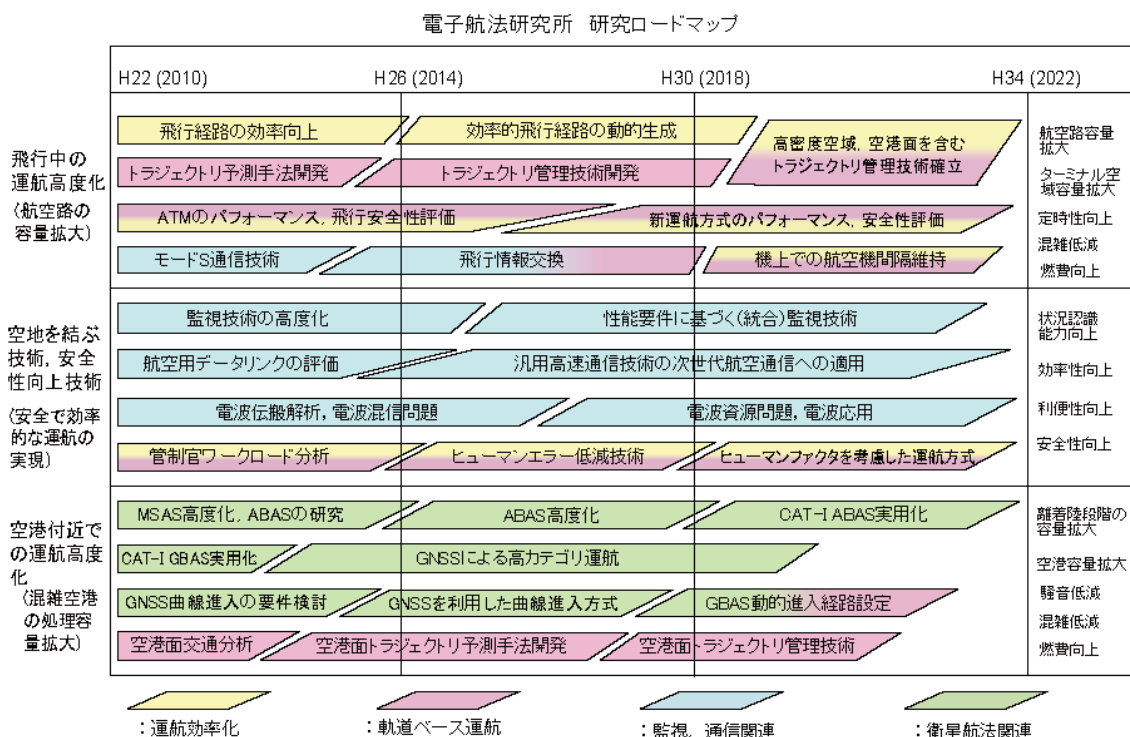 電子航法研究所 研究ロードマップ
H22 (2010)
H26 (2014)
H30 (2018)
H34 (2022)
飛行中の
運航高度化
(航空路の
容量拡大)
飛行経路の効率向上
効率的飛行経路の動的生成
高密度空域, 空港面を含む
トラジェクトリ管理技術確立
トラジェクトリ予測手法開発
トラジェクトリ管理技術開発
ATMのパフォーマンス, 飛行安全性評価
新運航方式のパフォーマンス, 安全性評価
モードS通信技術
飛行情報交換
機上での航空機間隔維持
航空路容量
拡大
ターミナル空
域容量拡大
定時性向上
混雑低減
燃費向上
空地を結ぶ
技術, 安全
性向上技術
(安全で効率
的な運航の
実現)
監視技術の高度化
性能要件に基づく(統合)監視技術
航空用データリンクの評価
汎用高速通信技術の次世代航空通信への適用
電波伝搬解析, 電波混信問題
電波資源問題, 電波応用
管制官ワークロード分析
ヒューマンエラー低減技術
ヒューマンファクタを考慮した運航方式
状況認識
能力向上
効率性向上
利便性向上
安全性向上
空港付近で
の運航高度
化
(混雑空港
の処理容
量拡大)
MSAS高度化, ABASの研究
ABAS高度化
CAT-I ABAS実用化
CAT-I GBAS実用化
GNSSによる高カテゴリ運航
GNSS曲線進入の要件検討
GNSSを利用した曲線進入方式
GBAS動的進入経路設定
空港面交通分析
空港面トラジェクトリ予測手法開発
空港面トラジェクトリ管理技術
離着陸段階の
容量拡大
空港容量拡大
騒音低減
混雑低減
燃費向上
:運航効率化
:軌道ベース運航
:監視、通信関連
:衛星航法関連